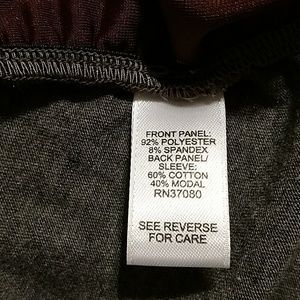 FRONT PANEL:
92% POLYESTER
8% SPANDEX
BACK PANEL/
SLEEVE:
60% COTTON
40% MODAL
RN37080
SEE REVERSE
FOR CARE